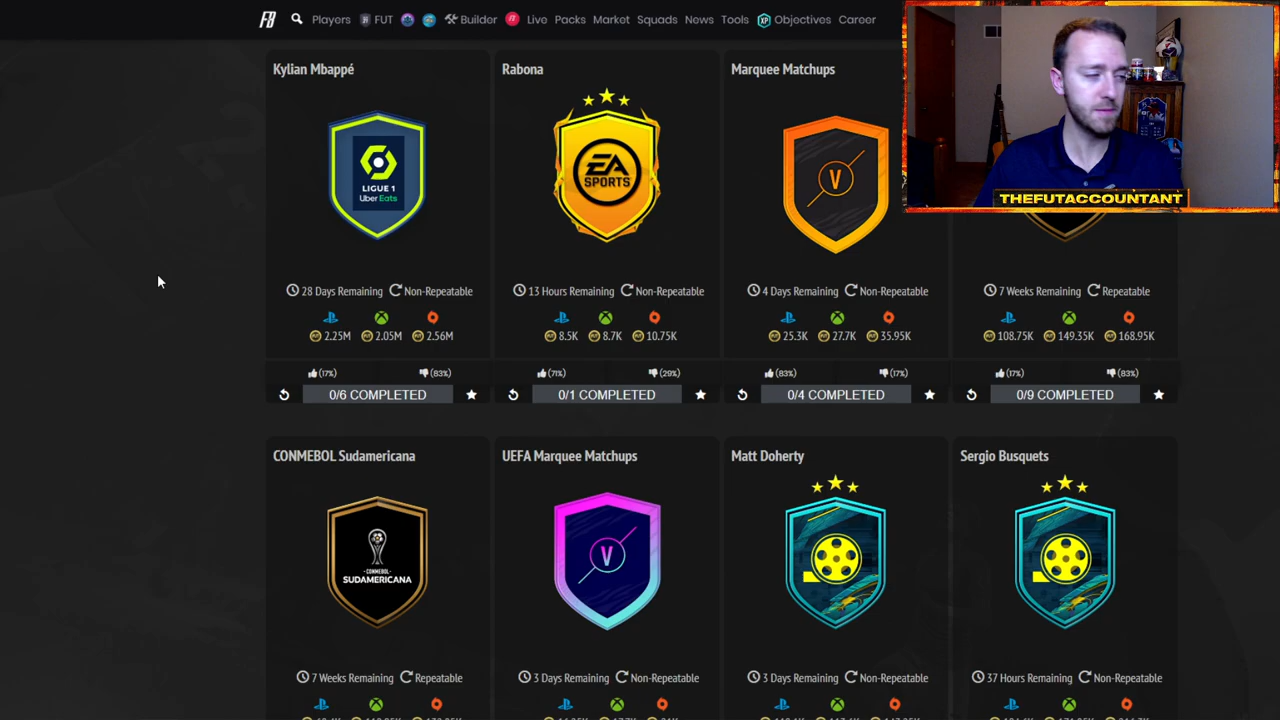 Players FUT Builder Live Packs Market Squads News Tools XP Objectives Career
THEFUTACCOUNTANT
Kylian Mbappé
Rabona
Marquee Matchups
LIGUE 1
Uber Eats
EA
SPORTS
V
28 Days Remaining Non-Repeatable
13 Hours Remaining Non-Repeatable
4 Days Remaining Non-Repeatable
7 Weeks Remaining Repeatable
2.25M 2.05M 2.56M
8.5K 8.7K 10.75K
25.3K 27.7K 35.95K
108.75K 149.35K 168.95K
(17%) (83%)
(71%) (29%)
(83%) (17%)
(17%) (83%)
0/6 COMPLETED
0/1 COMPLETED
0/4 COMPLETED
0/9 COMPLETED
CONMEBOL Sudamericana
UEFA Marquee Matchups
Matt Doherty
Sergio Busquets
CONMEBOL
SUDAMERICANA
V
7 Weeks Remaining Repeatable
3 Days Remaining Non-Repeatable
3 Days Remaining Non-Repeatable
37 Hours Remaining Non-Repeatable